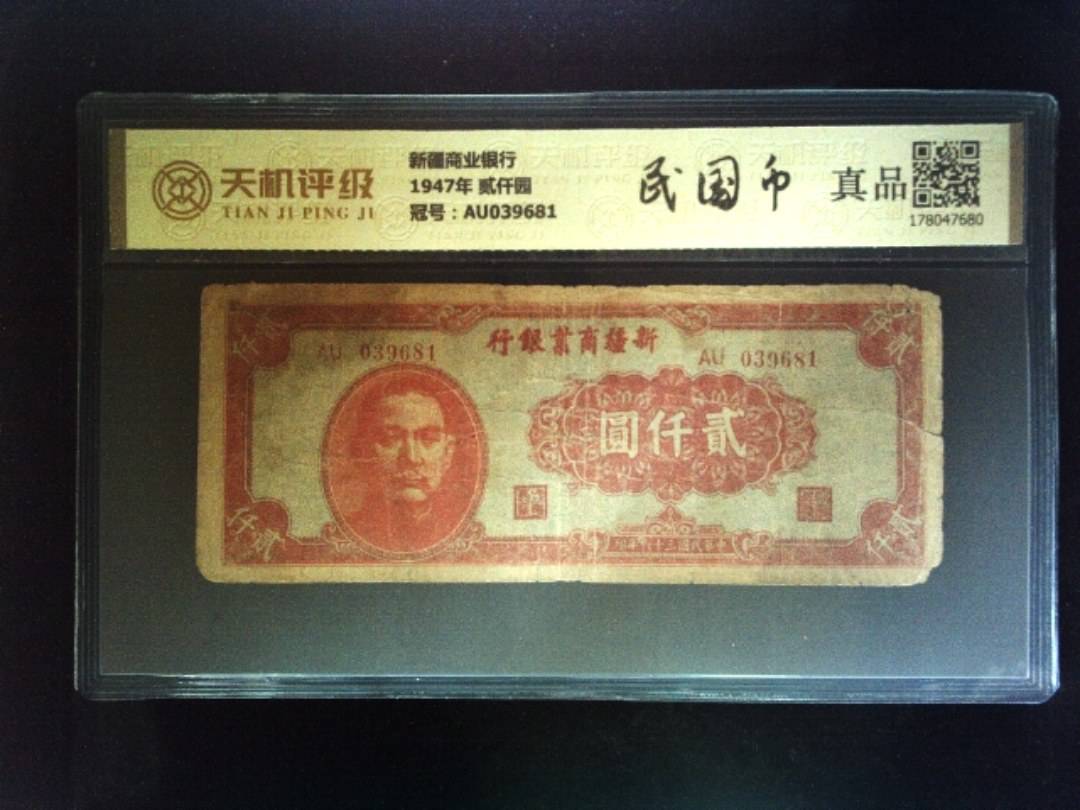 天机评级
TIAN JI PING JI
新疆商业银行
1947年 贰仟园
冠号：AU039681
民国币
真品
178047680
行銀業商疆新
AU 039681
AU 039681
圓仟貳
仟貳
仟貳
仟貳
仟貳